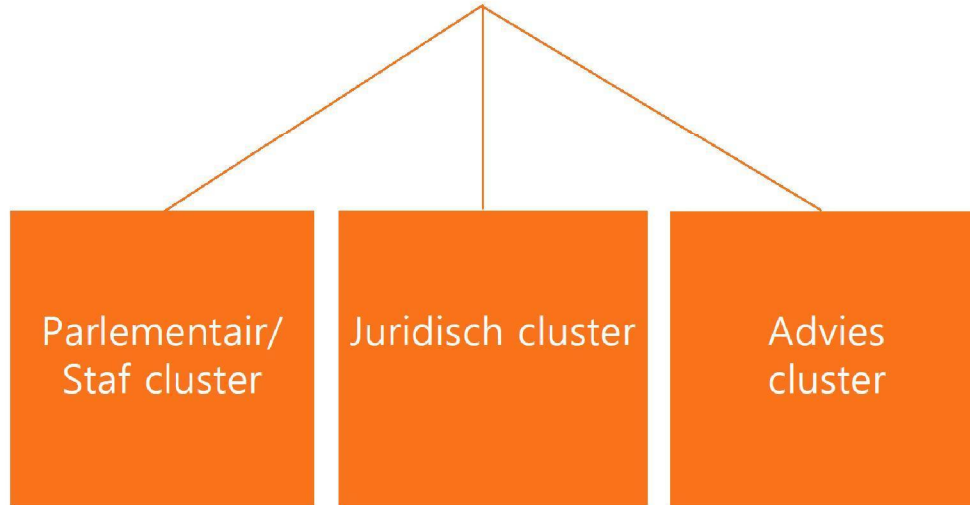 Parlementair/
Staf cluster
Juridisch cluster
Advies
cluster